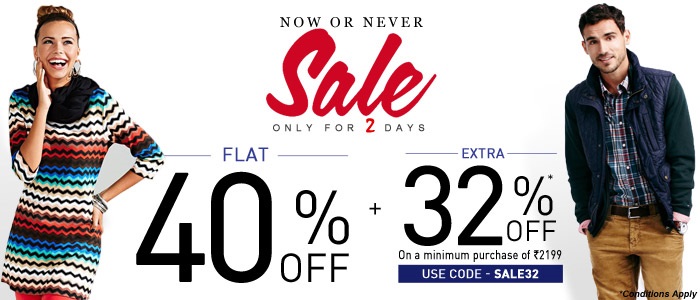 NOW OR NEVER
Sale
ONLY FOR 2 DAYS
FLAT
40% OFF
+
EXTRA
32%* OFF
On a minimum purchase of ₹2199
USE CODE - SALE32
*Conditions Apply